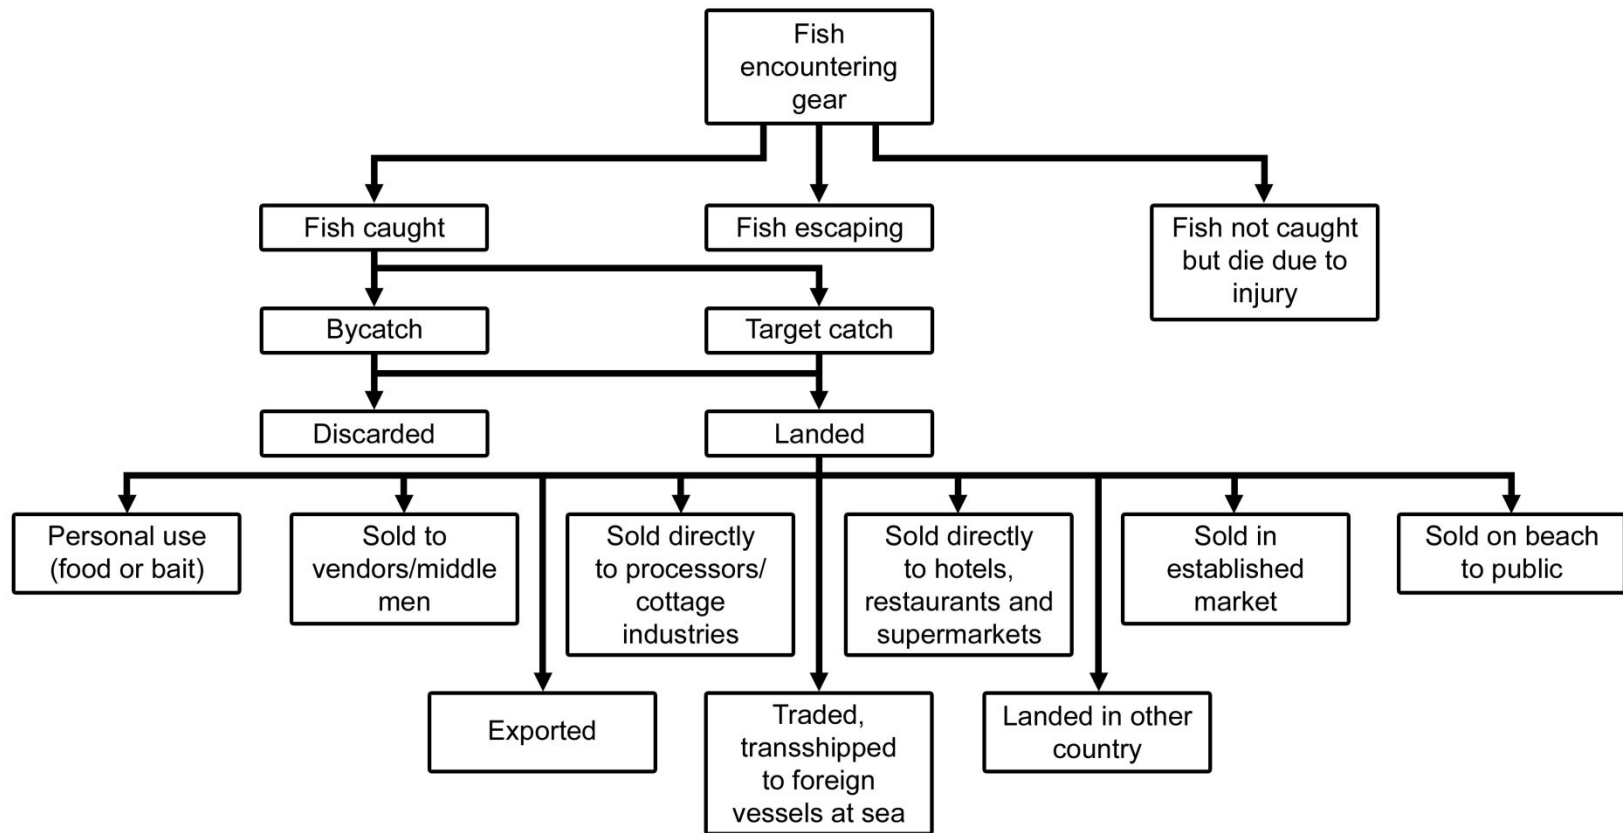 Fish
encountering
gear
Fish caught
Fish escaping
Fish not caught
but die due to
injury
Bycatch
Target catch
Discarded
Landed
Personal use
(food or bait)
Sold to
vendors/middle
men
Sold directly
to processors/
cottage
industries
Sold directly
to hotels,
restaurants and
supermarkets
Sold in
established
market
Sold on beach
to public
Exported
Traded,
transshipped
to foreign
vessels at sea
Landed in other
country